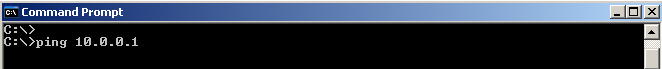 C:\ Command Prompt
C:\>
C:\>ping 10.0.0.1